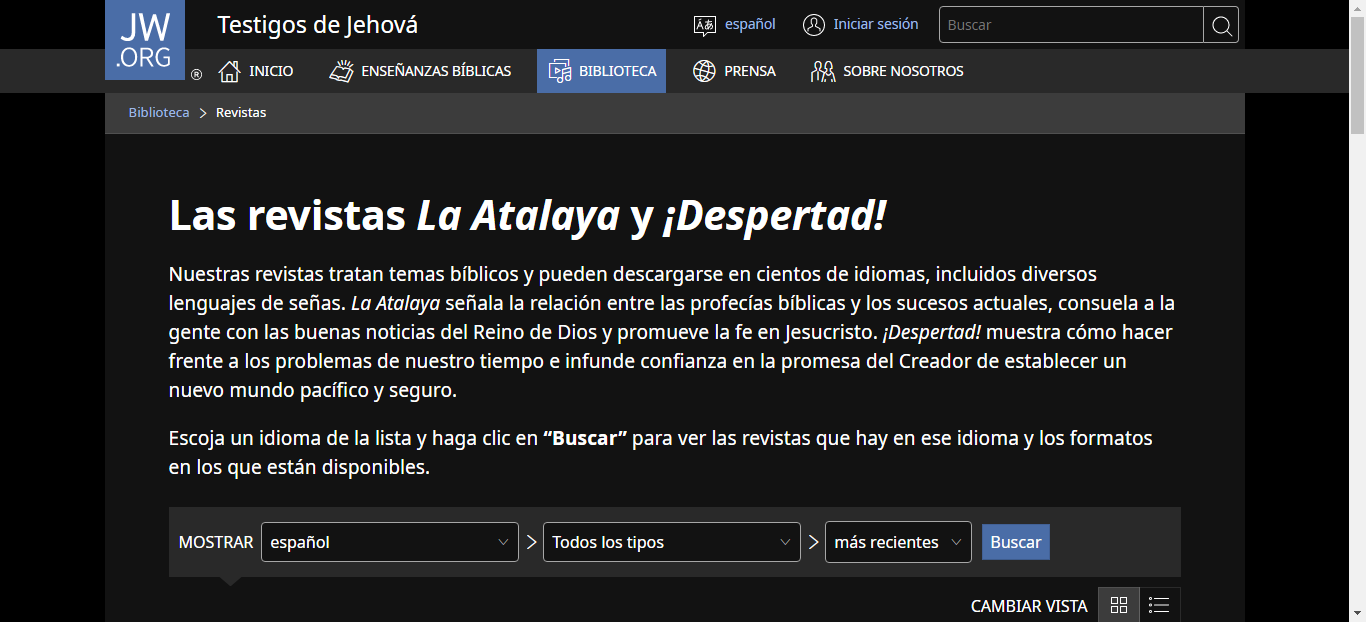 JW
.ORG
®
Testigos de Jehová
español
Iniciar sesión
Buscar
INICIO
ENSEÑANZAS BÍBLICAS
BIBLIOTECA
PRENSA
SOBRE NOSOTROS
Biblioteca > Revistas
Las revistas La Atalaya y ¡Despertad!
Nuestras revistas tratan temas bíblicos y pueden descargarse en cientos de idiomas, incluidos diversos
lenguajes de señas. La Atalaya señala la relación entre las profecías bíblicas y los sucesos actuales, consuela a la
gente con las buenas noticias del Reino de Dios y promueve la fe en Jesucristo. ¡Despertad! muestra cómo hacer
frente a los problemas de nuestro tiempo e infunde confianza en la promesa del Creador de establecer un
nuevo mundo pacífico y seguro.
Escoja un idioma de la lista y haga clic en “Buscar” para ver las revistas que hay en ese idioma y los formatos
en los que están disponibles.
MOSTRAR español > Todos los tipos > más recientes Buscar
CAMBIAR VISTA